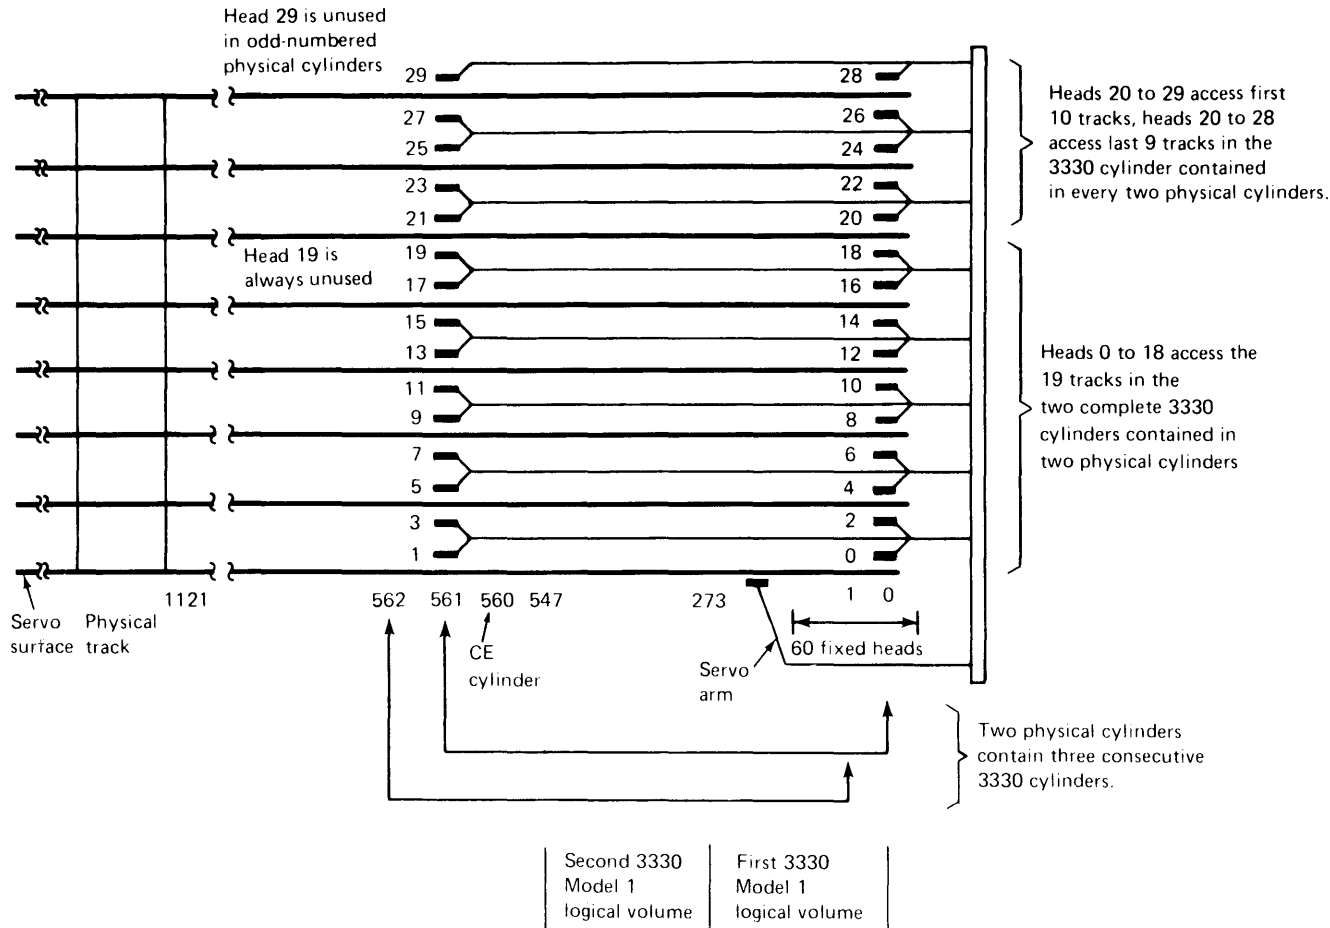 Head 29 is unused
in odd-numbered
physical cylinders
29
28
27
26
25
24
23
22
21
20
Head 19 is
always unused
19
18
17
16
15
14
13
12
11
10
9
8
7
6
5
4
3
2
1
0
Heads 20 to 29 access first
10 tracks, heads 20 to 28
access last 9 tracks in the
3330 cylinder contained
in every two physical cylinders.
Heads 0 to 18 access the
19 tracks in the
two complete 3330
cylinders contained in
two physical cylinders
1121 562 561 560 547 273 1 0
Servo
surface
Physical
track
CE
cylinder
Servo
arm
60 fixed heads
Two physical cylinders
contain three consecutive
3330 cylinders.
Second 3330
Model 1
logical volume
First 3330
Model 1
logical volume